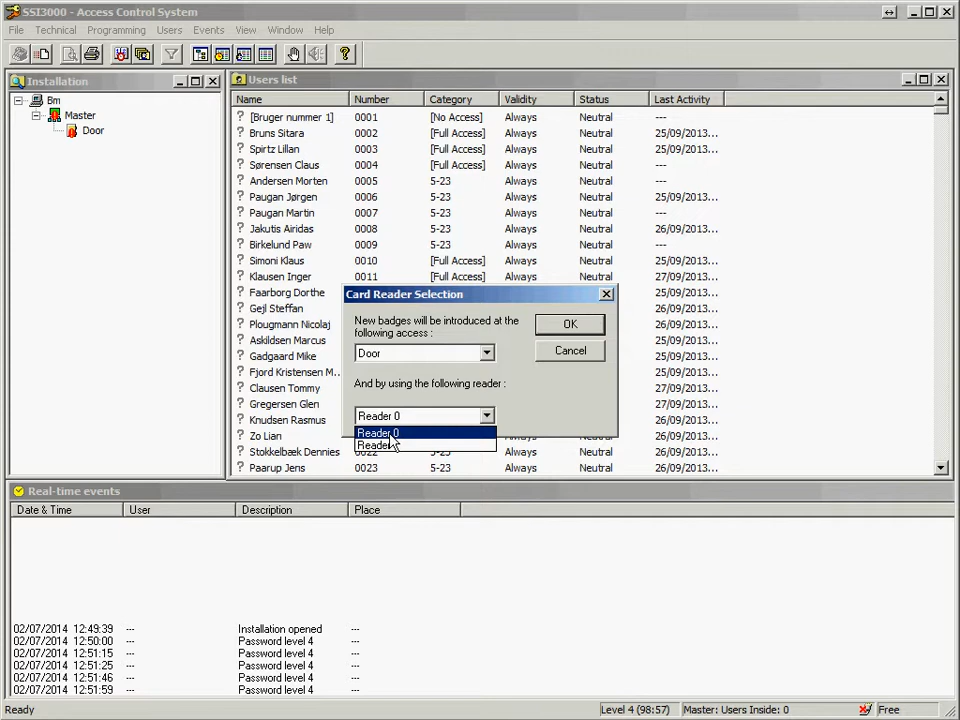 SSI3000 - Access Control System
File Technical Programming Users Events View Window Help
Installation
Bm
Master
Door
Users list
Name Number Category Validity Status Last Activity
? [Bruger nummer 1] 0001 [No Access] Always Neutral ---
? Bruns Sitara 0002 [Full Access] Always Neutral 25/09/2013...
? Spirtz Lillan 0003 [Full Access] Always Neutral 25/09/2013...
? Sørensen Claus 0004 [Full Access] Always Neutral ---
? Andersen Morten 0005 5-23 Always Neutral ---
? Paugan Jørgen 0006 5-23 Always Neutral 25/09/2013...
? Paugan Martin 0007 5-23 Always Neutral ---
? Jakutis Airidas 0008 5-23 Always Neutral 26/09/2013...
? Birkelund Paw 0009 5-23 Always Neutral ---
? Simoni Klaus 0010 [Full Access] Always Neutral 26/09/2013...
? Klausen Inger 0011 [Full Access] Always Neutral 27/09/2013...
? Faarborg Dorthe 25/09/2013...
? Gejl Steffan 26/09/2013...
? Plougmann Nicolaj 26/09/2013...
? Askildsen Marcus 26/09/2013...
? Gadgaard Mike 26/09/2013...
? Fjord Kristensen M... 26/09/2013...
? Clausen Tommy 27/09/2013...
? Gregersen Glen 27/09/2013...
? Knudsen Rasmus 26/09/2013...
? Zo Lian 26/09/2013...
? Stokkelbæk Dennies 0022 [Full Access] Always Neutral 26/09/2013...
? Paarup Jens 0023 [Full Access] Always Neutral 26/09/2013...
Card Reader Selection
New badges will be introduced at the
following access :
Door
And by using the following reader :
Reader 0
Reader 0
Reader
OK
Cancel
Real-time events
Date & Time User Description Place
02/07/2014 12:49:39 --- Installation opened ---
02/07/2014 12:50:00 --- Password level 4 ---
02/07/2014 12:51:15 --- Password level 4 ---
02/07/2014 12:51:25 --- Password level 4 ---
02/07/2014 12:51:46 --- Password level 4 ---
02/07/2014 12:51:59 --- Password level 4 ---
Ready Level 4 (98:57) Master: Users Inside: 0 Free